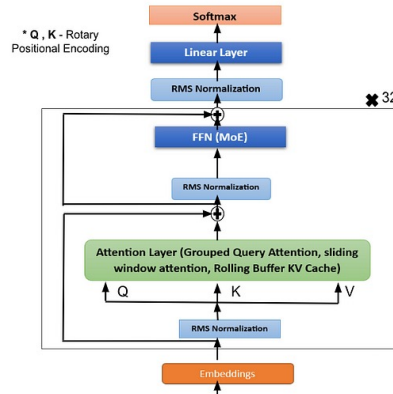 Softmax
* Q , K - Rotary
Positional Encoding
Linear Layer
RMS Normalization
✖ 32
FFN (MoE)
RMS Normalization
Attention Layer (Grouped Query Attention, sliding
window attention, Rolling Buffer KV Cache)
Q K V
RMS Normalization
Embeddings